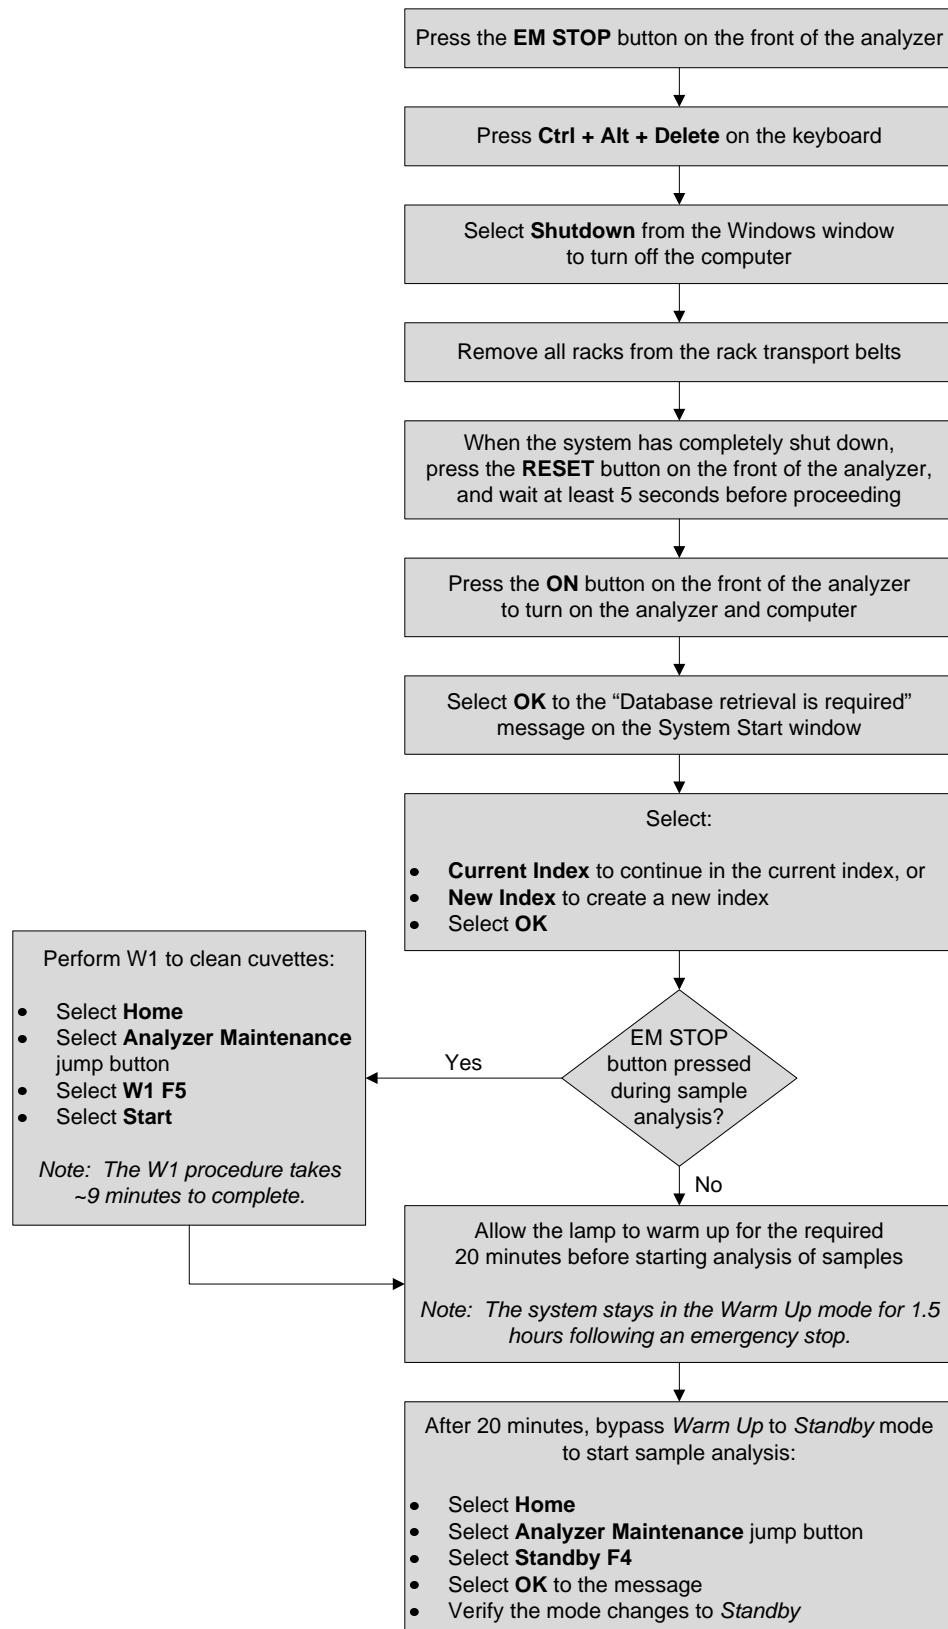 Press the EM STOP button on the front of the analyzer
Press Ctrl + Alt + Delete on the keyboard
Select Shutdown from the Windows window
to turn off the computer
Remove all racks from the rack transport belts
When the system has completely shut down,
press the RESET button on the front of the analyzer,
and wait at least 5 seconds before proceeding
Press the ON button on the front of the analyzer
to turn on the analyzer and computer
Select OK to the “Database retrieval is required”
message on the System Start window
Select:
• Current Index to continue in the current index, or
• New Index to create a new index
• Select OK
EM STOP
button pressed
during sample
analysis?
Yes
Perform W1 to clean cuvettes:
• Select Home
• Select Analyzer Maintenance
jump button
• Select W1 F5
• Select Start
Note: The W1 procedure takes
~9 minutes to complete.
No
Allow the lamp to warm up for the required
20 minutes before starting analysis of samples
Note: The system stays in the Warm Up mode for 1.5
hours following an emergency stop.
After 20 minutes, bypass Warm Up to Standby mode
to start sample analysis:
• Select Home
• Select Analyzer Maintenance jump button
• Select Standby F4
• Select OK to the message
• Verify the mode changes to Standby